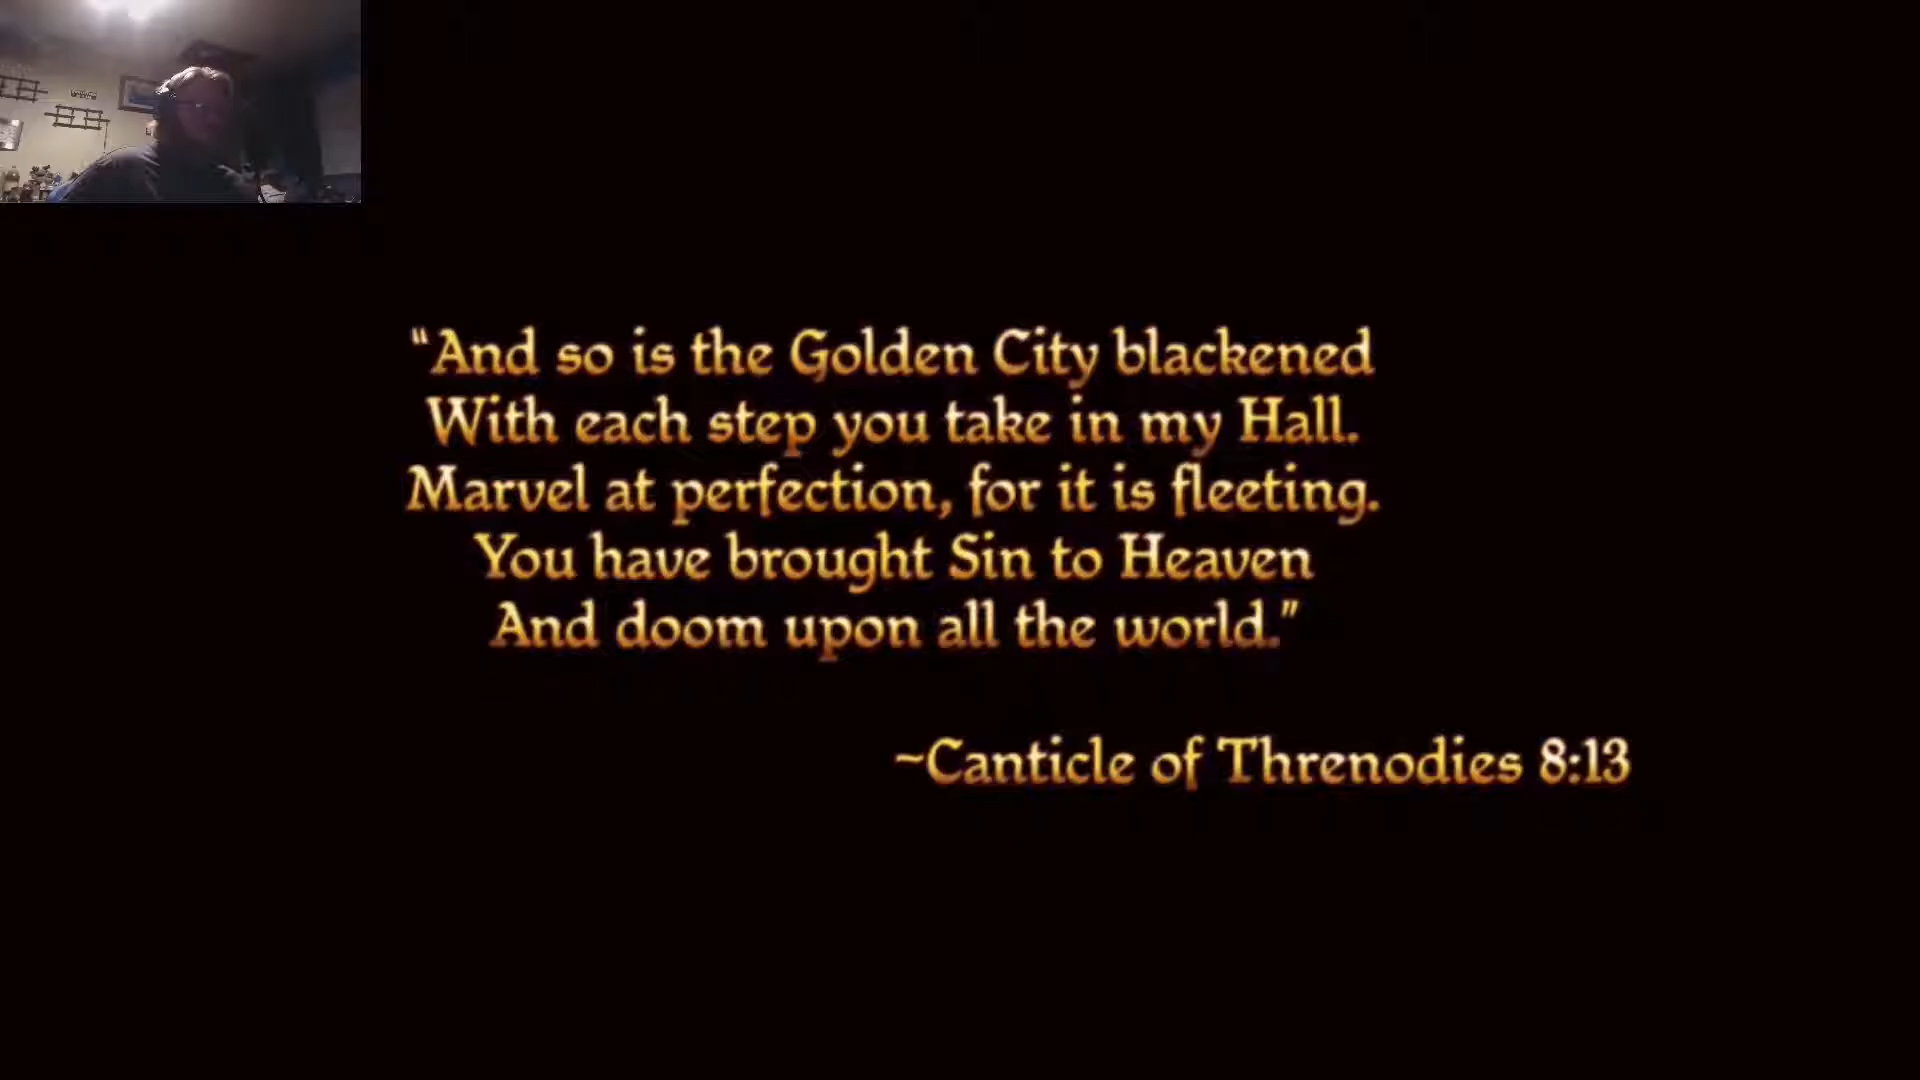 “And so is the Golden City blackened
With each step you take in my Hall.
Marvel at perfection, for it is fleeting.
You have brought Sin to Heaven
And doom upon all the world.”
~Canticle of Threnodies 8:13